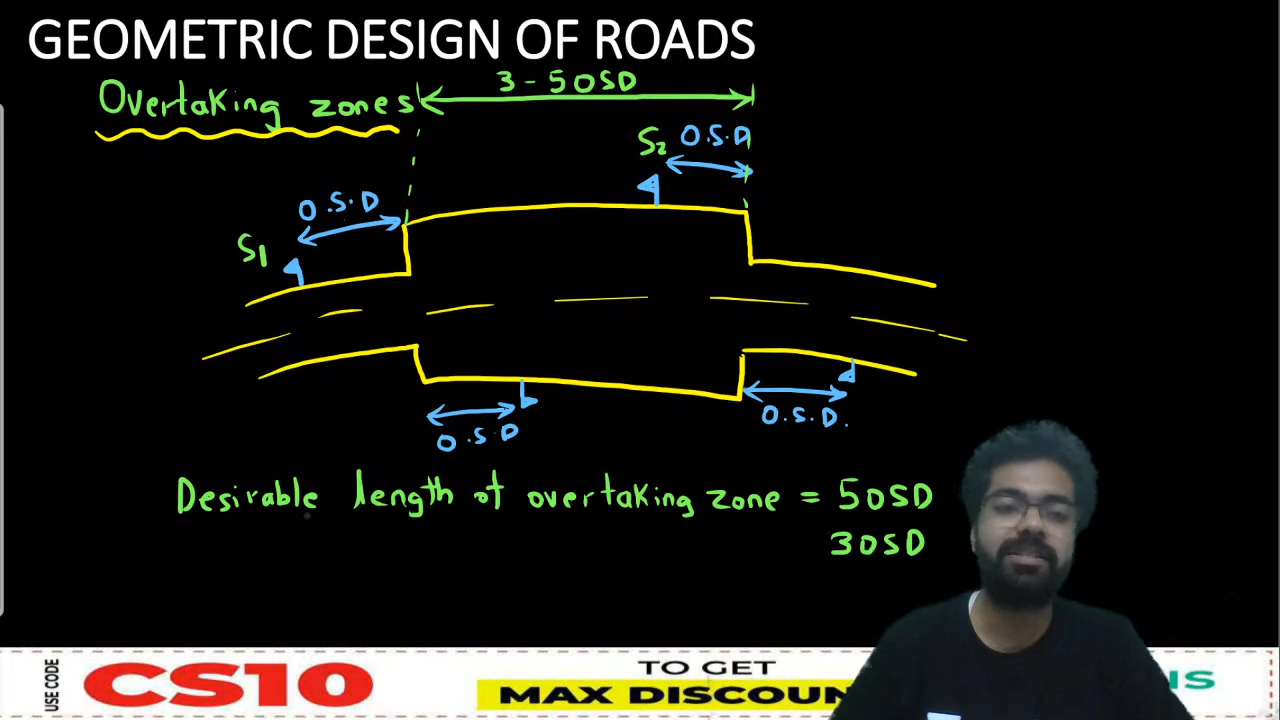 GEOMETRIC DESIGN OF ROADS
Overtaking zones
3-5OSD
S2 O.S.D
O.S.D
S1
O.S.D
O.S.D.
Desirable length of overtaking zone = 5OSD
3OSD
USE CODE
CS10
TO GET
MAX DISCOUN
NS